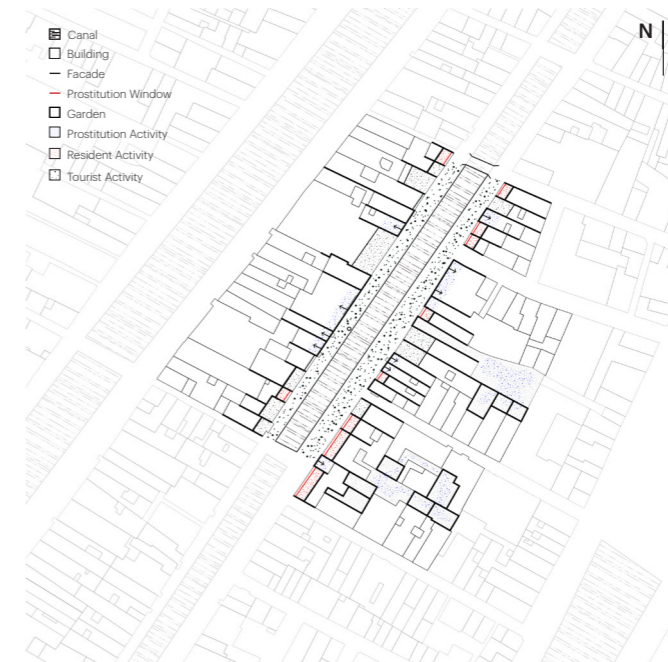 N
Canal
Building
Facade
Prostitution Window
Garden
Prostitution Activity
Resident Activity
Tourist Activity